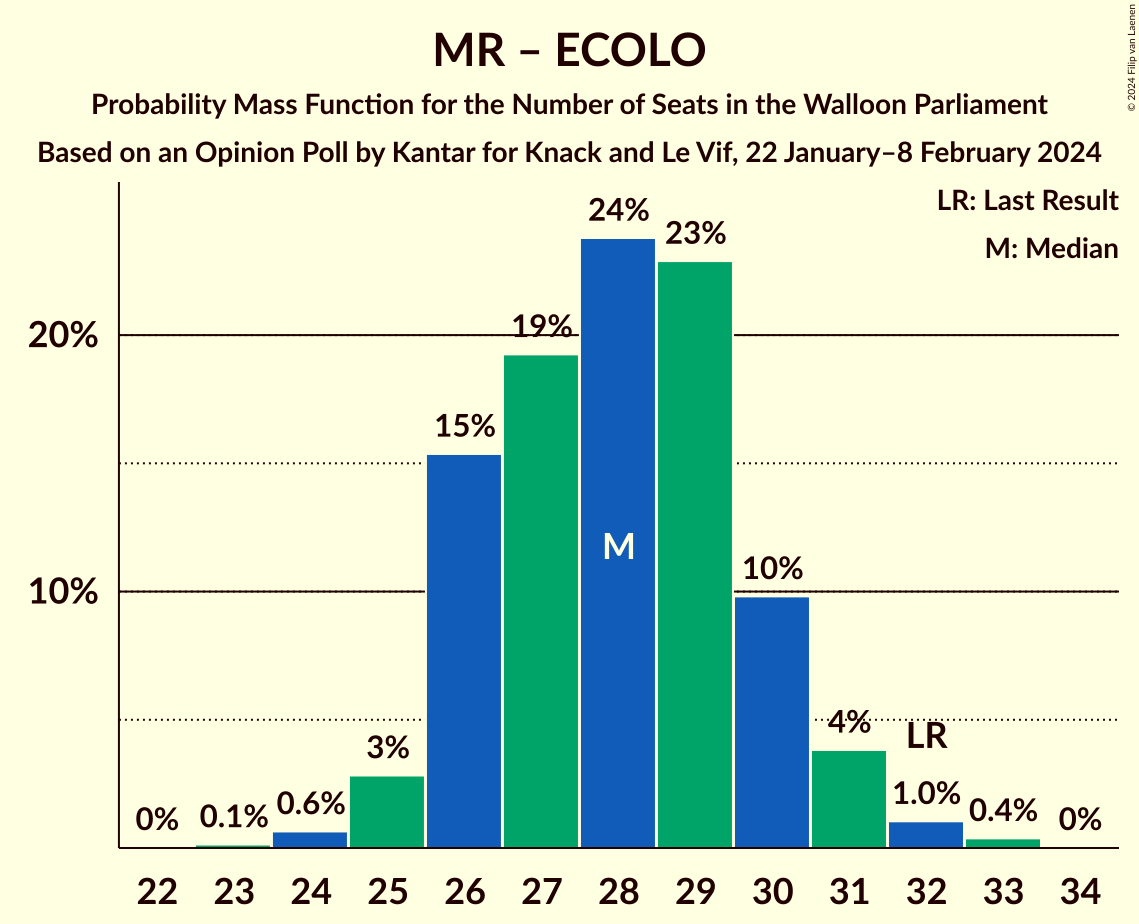 MR – ECOLO
Probability Mass Function for the Number of Seats in the Walloon Parliament
Based on an Opinion Poll by Kantar for Knack and Le Vif, 22 January–8 February 2024
© 2024 Filip van Laenen
LR: Last Result
M: Median
20%
10%
0%
0.1%
0.6%
3%
15%
19%
24%
23%
10%
4%
1.0%
0.4%
0%
M
LR
22 23 24 25 26 27 28 29 30 31 32 33 34